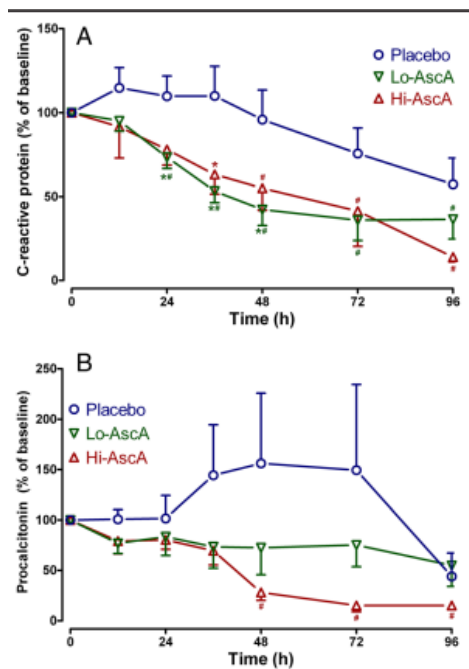 A
C-reactive protein (% of baseline)
150
100
50
0
Placebo
Lo-AscA
Hi-AscA
*#
*
**
#
*#
#
#
#
#
0
24
48
72
96
Time (h)
B
Procalcitonin (% of baseline)
250
200
150
100
50
0
Placebo
Lo-AscA
Hi-AscA
#
#
#
0
24
48
72
96
Time (h)